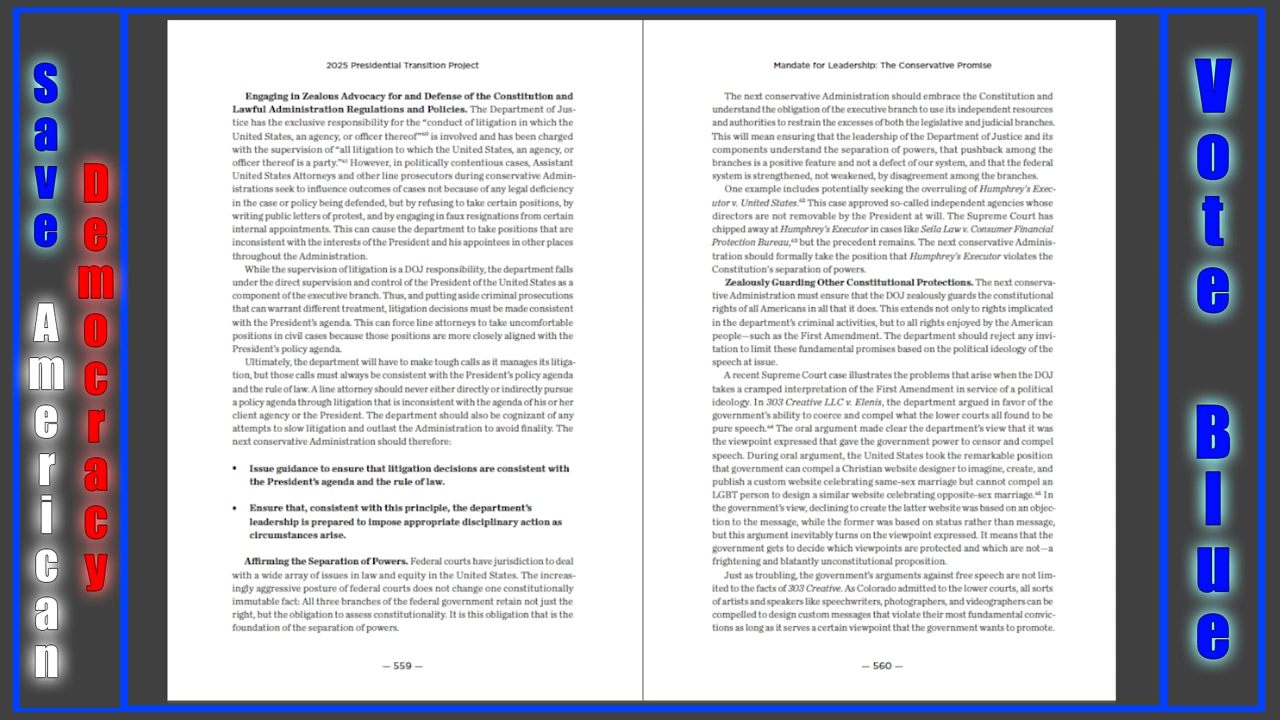 Save
American
Democracy
2025 Presidential Transition Project
Engaging in Zealous Advocacy for and Defense of the Constitution and
Lawful Administration Regulations and Policies. The Department of Jus-
tice has the exclusive responsibility for the “conduct of litigation in which the
United States, an agency, or officer thereof”⁶⁰ is involved and has been charged
with the supervision of “all litigation to which the United States, an agency, or
officer thereof is a party.”⁶¹ However, in politically contentious cases, Assistant
United States Attorneys and other line prosecutors during conservative Admin-
istrations seek to influence outcomes of cases not because of any legal deficiency
in the case or policy being defended, but by refusing to take certain positions, by
writing public letters of protest, and by engaging in faux resignations from certain
internal appointments. This can cause the department to take positions that are
inconsistent with the interests of the President and his appointees in other places
throughout the Administration.
While the supervision of litigation is a DOJ responsibility, the department falls
under the direct supervision and control of the President of the United States as a
component of the executive branch. Thus, and putting aside criminal prosecutions
that can warrant different treatment, litigation decisions must be made consistent
with the President’s agenda. This can force line attorneys to take uncomfortable
positions in civil cases because those positions are more closely aligned with the
President’s policy agenda.
Ultimately, the department will have to make tough calls as it manages its litiga-
tion, but those calls must always be consistent with the President’s policy agenda
and the rule of law. A line attorney should never either directly or indirectly pursue
a policy agenda through litigation that is inconsistent with the agenda of his or her
client agency or the President. The department should also be cognizant of any
attempts to slow litigation and outlast the Administration to avoid finality. The
next conservative Administration should therefore:
• Issue guidance to ensure that litigation decisions are consistent with
the President’s agenda and the rule of law.
• Ensure that, consistent with this principle, the department’s
leadership is prepared to impose appropriate disciplinary action as
circumstances arise.
Affirming the Separation of Powers. Federal courts have jurisdiction to deal
with a wide array of issues in law and equity in the United States. The increas-
ingly aggressive posture of federal courts does not change one constitutionally
immutable fact: All three branches of the federal government retain not just the
right, but the obligation to assess constitutionality. It is this obligation that is the
foundation of the separation of powers.
— 559 —
Mandate for Leadership: The Conservative Promise
The next conservative Administration should embrace the Constitution and
understand the obligation of the executive branch to use its independent resources
and authorities to restrain the excesses of both the legislative and judicial branches.
This will mean ensuring that the leadership of the Department of Justice and its
components understand the separation of powers, that pushback among the
branches is a positive feature and not a defect of our system, and that the federal
system is strengthened, not weakened, by disagreement among the branches.
One example includes potentially seeking the overruling of Humphrey’s Exec-
utor v. United States.⁶² This case approved so-called independent agencies whose
directors are not removable by the President at will. The Supreme Court has
chipped away at Humphrey’s Executor in cases like Seila Law v. Consumer Financial
Protection Bureau,⁶³ but the precedent remains. The next conservative Adminis-
tration should formally take the position that Humphrey’s Executor violates the
Constitution’s separation of powers.
Zealously Guarding Other Constitutional Protections. The next conserva-
tive Administration must ensure that the DOJ zealously guards the constitutional
rights of all Americans in all that it does. This extends not only to rights implicated
in the department’s criminal activities, but to all rights enjoyed by the American
people—such as the First Amendment. The department should reject any invi-
tation to limit these fundamental promises based on the political ideology of the
speech at issue.
A recent Supreme Court case illustrates the problems that arise when the DOJ
takes a cramped interpretation of the First Amendment in service of a political
ideology. In 303 Creative LLC v. Elenis, the department argued in favor of the
government’s ability to coerce and compel what the lower courts all found to be
pure speech.⁶⁴ The oral argument made clear the department’s view that it was
the viewpoint expressed that gave the government power to censor and compel
speech. During oral argument, the United States took the remarkable position
that government can compel a Christian website designer to imagine, create, and
publish a custom website celebrating same-sex marriage but cannot compel an
LGBT person to design a similar website celebrating opposite-sex marriage.⁶⁵ In
the government’s view, declining to create the latter website was based on an objec-
tion to the message, while the former was based on status rather than message,
but this argument inevitably turns on the viewpoint expressed. It means that the
government gets to decide which viewpoints are protected and which are not—a
frightening and blatantly unconstitutional proposition.
Just as troubling, the government’s arguments against free speech are not lim-
ited to the facts of 303 Creative. As Colorado admitted to the lower courts, all sorts
of artists and speakers like speechwriters, photographers, and videographers can be
compelled to design custom messages that violate their most fundamental convic-
tions as long as it serves a certain viewpoint that the government wants to promote.
— 560 —
Vote
Blue